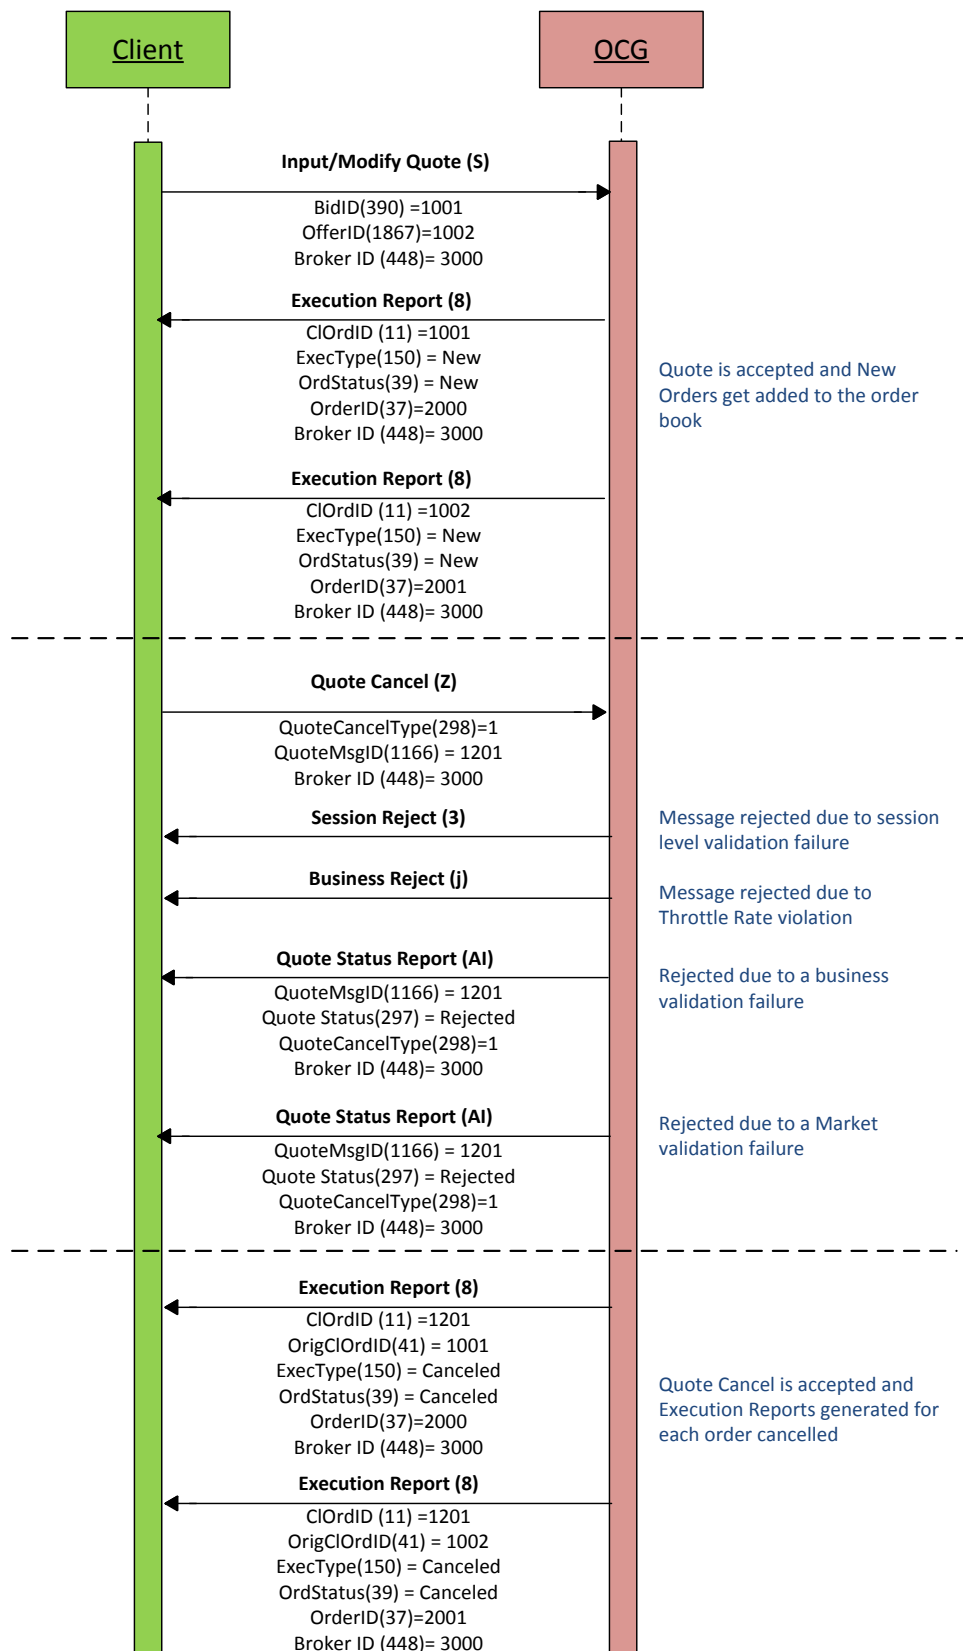 Client
OCG
Input/Modify Quote (S)
BidID(390) =1001
OfferID(1867)=1002
Broker ID (448)= 3000
Execution Report (8)
ClOrdID (11) =1001
ExecType(150) = New
OrdStatus(39) = New
OrderID(37)=2000
Broker ID (448)= 3000
Quote is accepted and New
Orders get added to the order
book
Execution Report (8)
ClOrdID (11) =1002
ExecType(150) = New
OrdStatus(39) = New
OrderID(37)=2001
Broker ID (448)= 3000
Quote Cancel (Z)
QuoteCancelType(298)=1
QuoteMsgID(1166) = 1201
Broker ID (448)= 3000
Session Reject (3)
Message rejected due to session
level validation failure
Business Reject (j)
Message rejected due to
Throttle Rate violation
Quote Status Report (AI)
QuoteMsgID(1166) = 1201
Quote Status(297) = Rejected
QuoteCancelType(298)=1
Broker ID (448)= 3000
Rejected due to a business
validation failure
Quote Status Report (AI)
QuoteMsgID(1166) = 1201
Quote Status(297) = Rejected
QuoteCancelType(298)=1
Broker ID (448)= 3000
Rejected due to a Market
validation failure
Execution Report (8)
ClOrdID (11) =1201
OrigClOrdID(41) = 1001
ExecType(150) = Canceled
OrdStatus(39) = Canceled
OrderID(37)=2000
Broker ID (448)= 3000
Quote Cancel is accepted and
Execution Reports generated for
each order cancelled
Execution Report (8)
ClOrdID (11) =1201
OrigClOrdID(41) = 1002
ExecType(150) = Canceled
OrdStatus(39) = Canceled
OrderID(37)=2001
Broker ID (448)= 3000